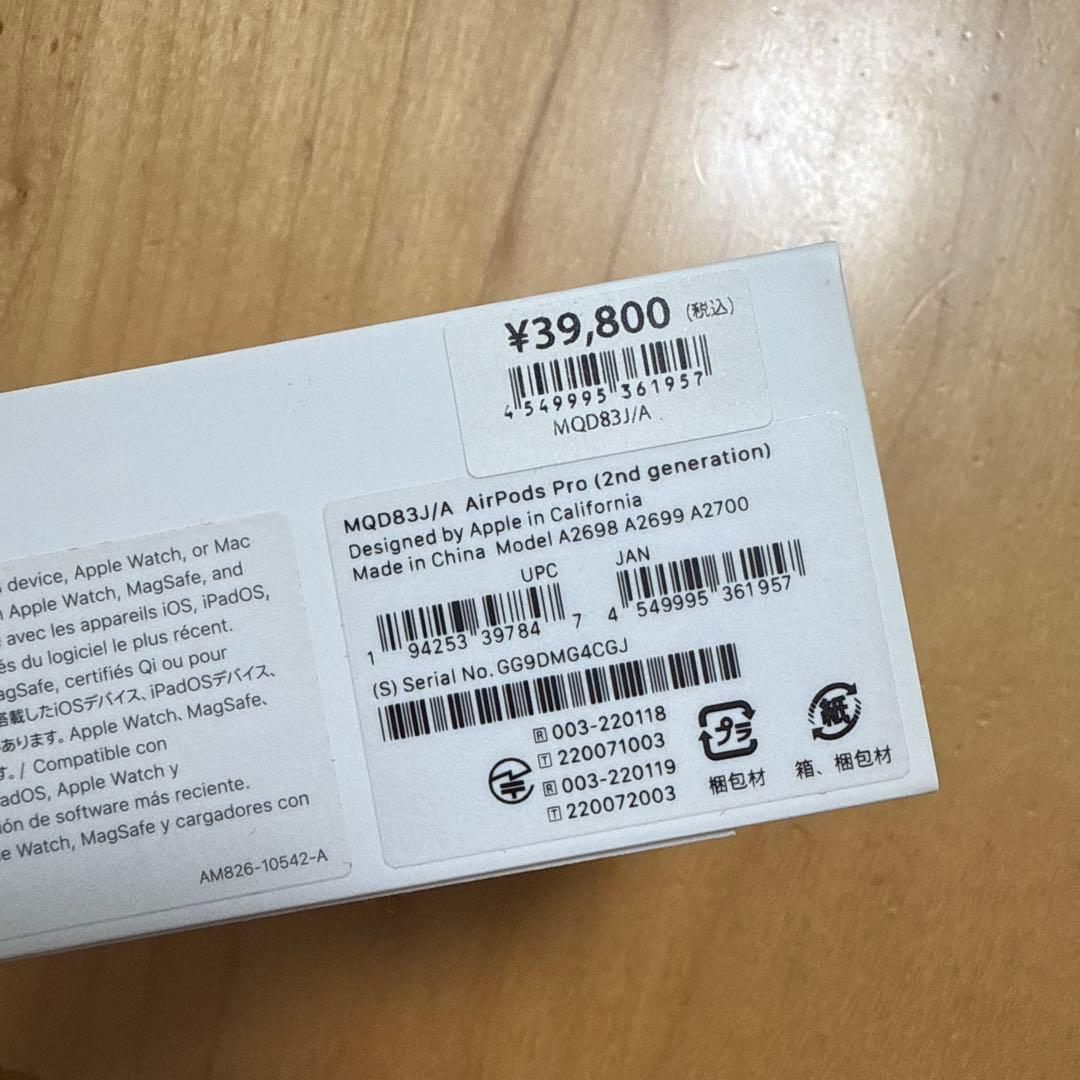 ¥39,800 (税込)
4 549995 361957
MQD83J/A
MQD83J/A AirPods Pro (2nd generation)
Designed by Apple in California
Made in China Model A2698 A2699 A2700
UPC
1 94253 39784 7
JAN
4 549995 361957
(S) Serial No. GG9DMG4CGJ
R 003-220118
T 220071003
R 003-220119
T 220072003
プラ
梱包材
紙
箱、梱包材
device, Apple Watch, or Mac
Apple Watch, MagSafe, and
avec les appareils iOS, iPadOS,
és du logiciel le plus récent.
agSafe, certifiés Qi ou pour
搭載したiOSデバイス、iPadOSデバイス、
あります。Apple Watch、MagSafe、
す。/ Compatible con
adOS, Apple Watch y
ión de software más reciente.
e Watch, MagSafe y cargadores con
AM826-10542-A